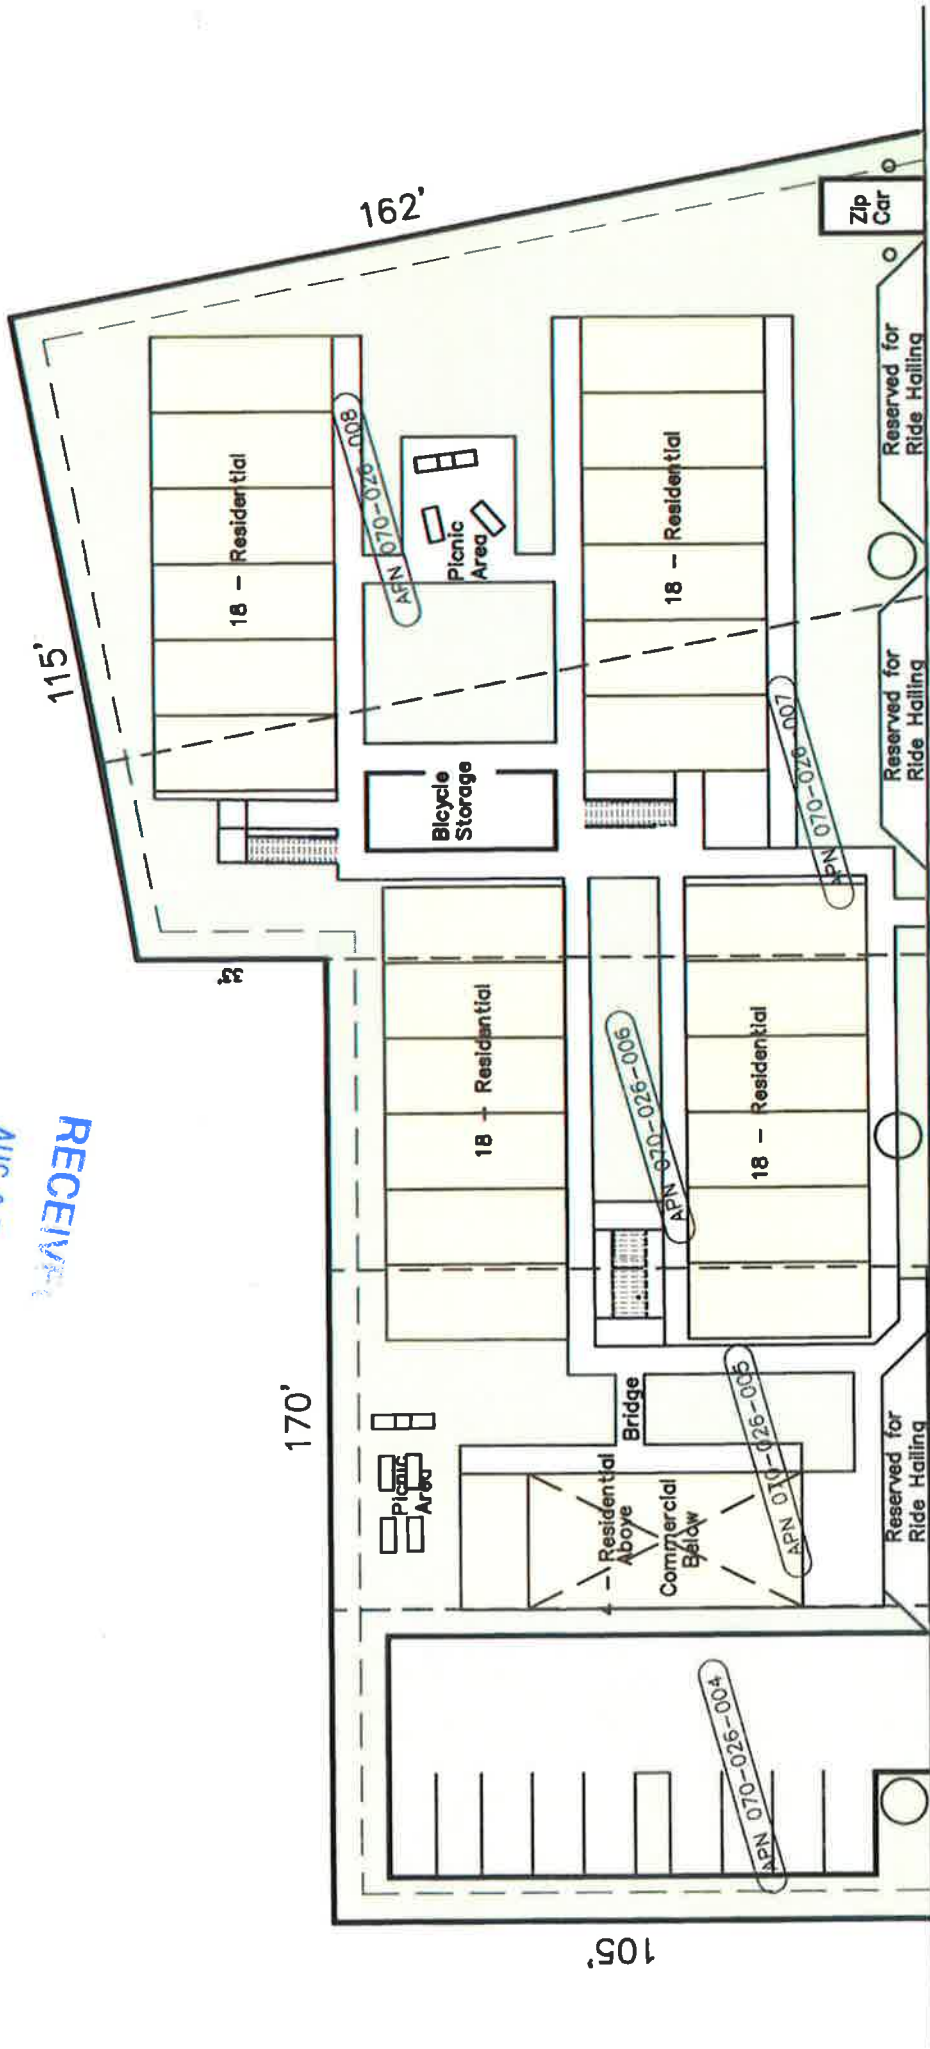 162'
115'
Zip
Car
18 - Residential
APN 070-026-008
Picnic
Area
18 - Residential
Reserved for
Ride Hailing
Reserved for
Ride Hailing
Bicycle
Storage
APN 070-026-007
18 - Residential
APN 070-026-006
18 - Residential
RECEIVE
170'
Picnic
Area
Bridge
4 - Residential
Above
Commercial
Below
APN 070-026-005
Reserved for
Ride Hailing
APN 070-026-004
105'